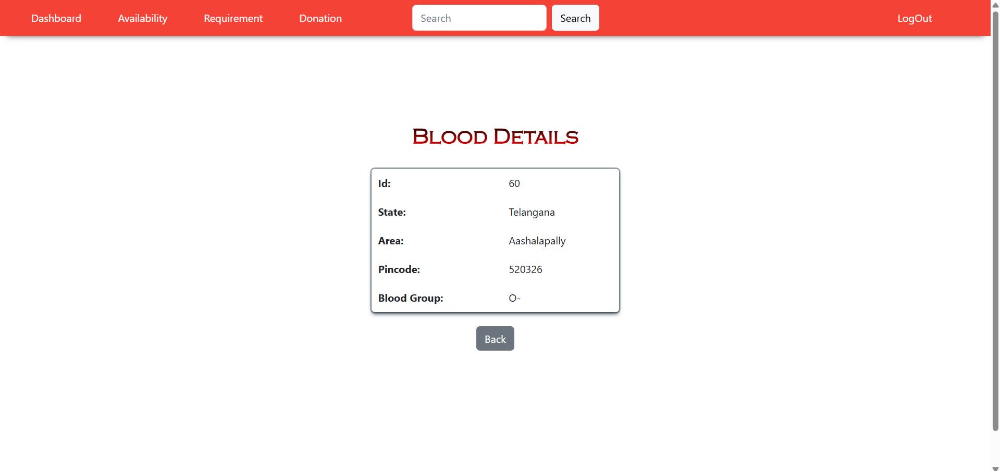 Dashboard Availability Requirement Donation Search Search LogOut
Blood Details
Id: 60
State: Telangana
Area: Aashalapally
Pincode: 520326
Blood Group: O-
Back